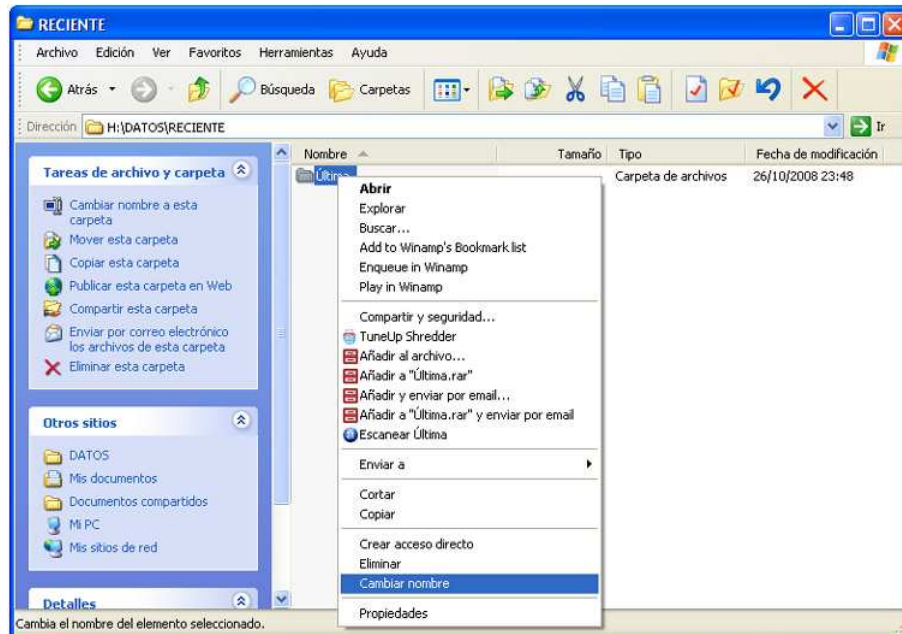 RECIENTE
Archivo Edición Ver Favoritos Herramientas Ayuda
Atrás Búsqueda Carpetas
Dirección H:\DATOS\RECIENTE Ir
Tareas de archivo y carpeta
Cambiar nombre a esta
carpeta
Mover esta carpeta
Copiar esta carpeta
Publicar esta carpeta en Web
Compartir esta carpeta
Enviar por correo electrónico
los archivos de esta carpeta
Eliminar esta carpeta
Otros sitios
DATOS
Mis documentos
Documentos compartidos
Mi PC
Mis sitios de red
Detalles
Nombre Tamaño Tipo Fecha de modificación
Última Carpeta de archivos 26/10/2008 23:48
Abrir
Explorar
Buscar...
Add to Winamp's Bookmark list
Enqueue in Winamp
Play in Winamp
Compartir y seguridad...
TuneUp Shredder
Añadir al archivo...
Añadir a "Última.rar"
Añadir y enviar por email...
Añadir a "Última.rar" y enviar por email
Escanear Última
Enviar a
Cortar
Copiar
Crear acceso directo
Eliminar
Cambiar nombre
Propiedades
Cambia el nombre del elemento seleccionado.